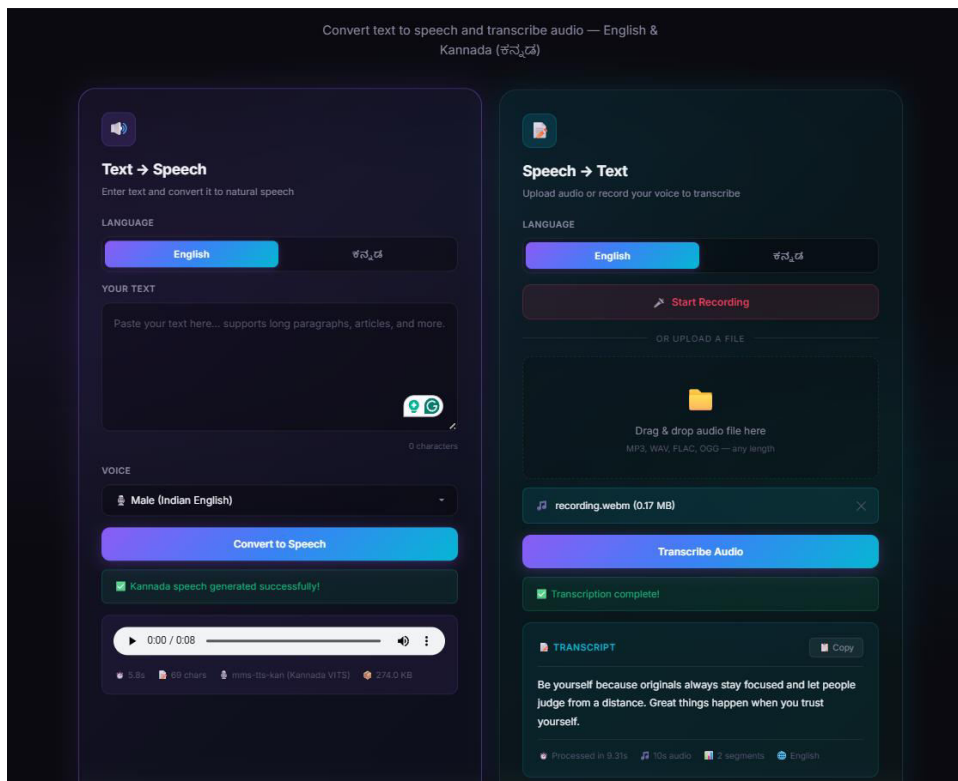 Convert text to speech and transcribe audio — English &
Kannada (ಕನ್ನಡ)
Text → Speech
Enter text and convert it to natural speech
LANGUAGE
English
ಕನ್ನಡ
YOUR TEXT
Paste your text here... supports long paragraphs, articles, and more.
0 characters
VOICE
Male (Indian English)
Convert to Speech
Kannada speech generated successfully!
0:00 / 0:08
5.8s 69 chars mms-tts-kan (Kannada VITS) 274.0 KB
Speech → Text
Upload audio or record your voice to transcribe
LANGUAGE
English
ಕನ್ನಡ
Start Recording
OR UPLOAD A FILE
Drag & drop audio file here
MP3, WAV, FLAC, OGG — any length
recording.webm (0.17 MB)
Transcribe Audio
Transcription complete!
TRANSCRIPT
Copy
Be yourself because originals always stay focused and let people
judge from a distance. Great things happen when you trust
yourself.
Processed in 9.31s 10s audio 2 segments English